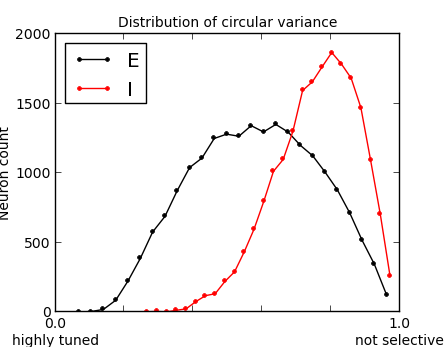 Distribution of circular variance
2000
1500
1000
500
0
Neuron count
E
I
0.0
1.0
highly tuned
not selective